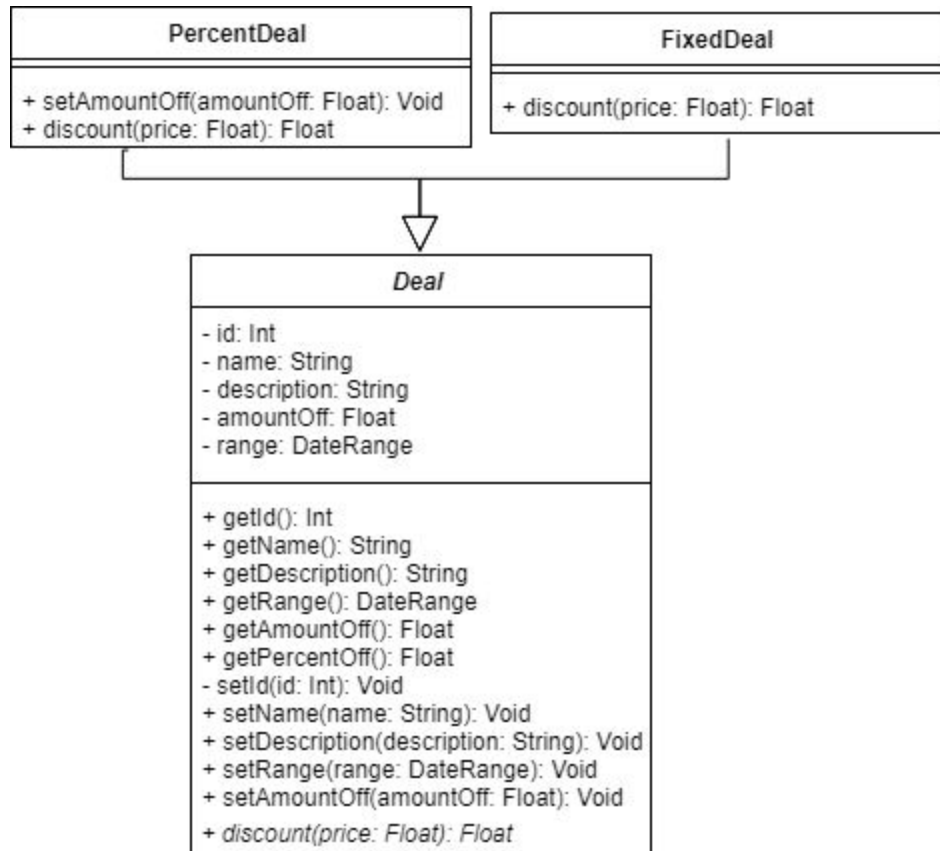 PercentDeal
+ setAmountOff(amountOff: Float): Void
+ discount(price: Float): Float
FixedDeal
+ discount(price: Float): Float
Deal
- id: Int
- name: String
- description: String
- amountOff: Float
- range: DateRange
+ getId(): Int
+ getName(): String
+ getDescription(): String
+ getRange(): DateRange
+ getAmountOff(): Float
+ getPercentOff(): Float
- setId(id: Int): Void
+ setName(name: String): Void
+ setDescription(description: String): Void
+ setRange(range: DateRange): Void
+ setAmountOff(amountOff: Float): Void
+ discount(price: Float): Float